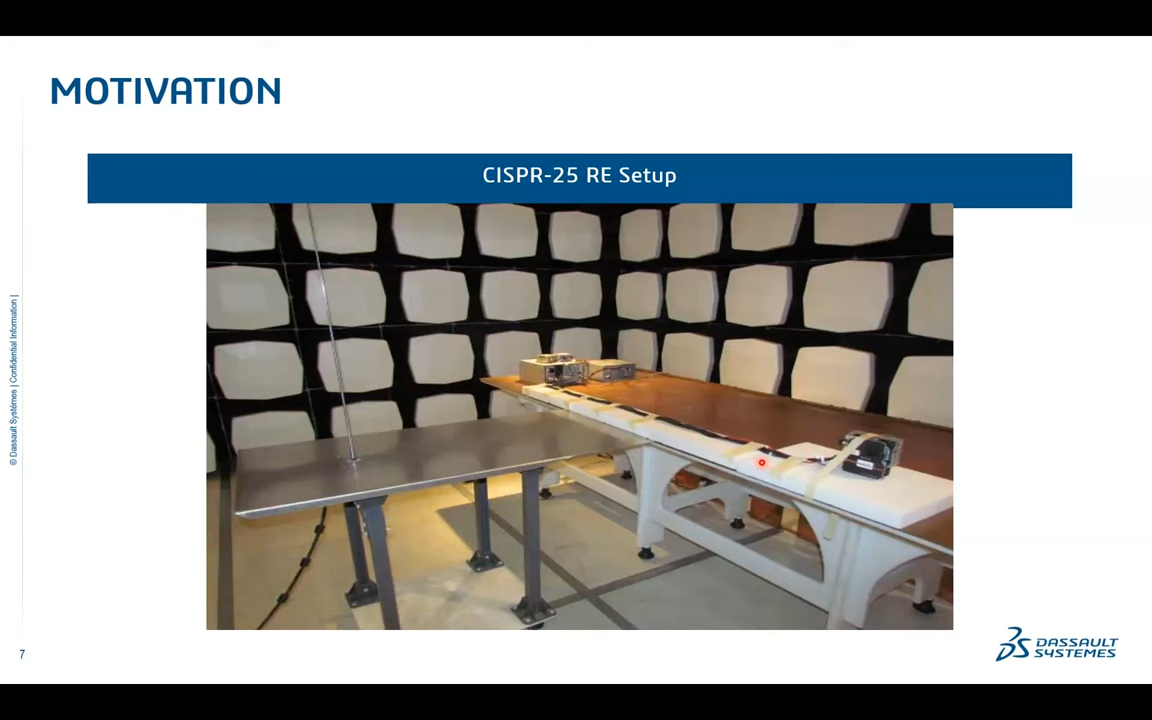 MOTIVATION
CISPR-25 RE Setup
© Dassault Systèmes | Confidential Information |
7
DASSAULT
SYSTEMES